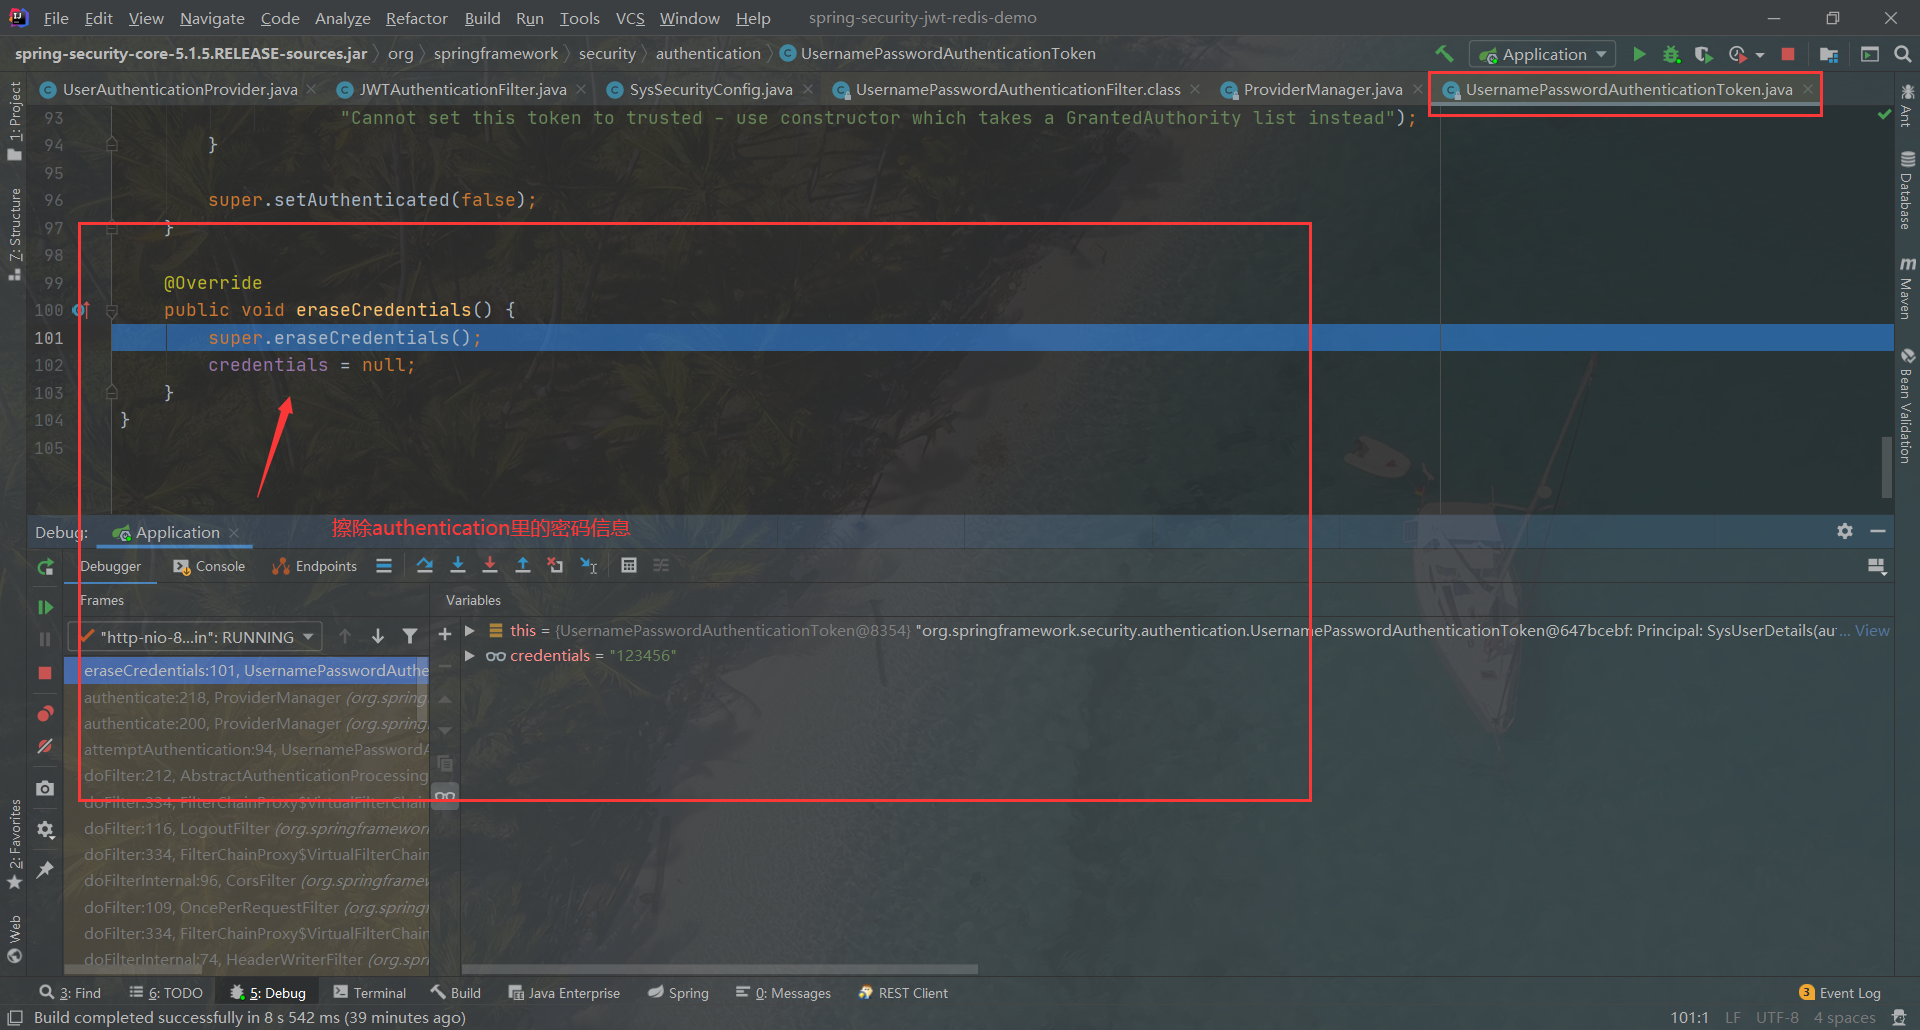 File Edit View Navigate Code Analyze Refactor Build Run Tools VCS Window Help spring-security-jwt-redis-demo
spring-security-core-5.1.5.RELEASE-sources.jar org springframework security authentication UsernamePasswordAuthenticationToken Application
UserAuthenticationProvider.java JWTAuthenticationFilter.java SysSecurityConfig.java UsernamePasswordAuthenticationFilter.class ProviderManager.java UsernamePasswordAuthenticationToken.java
1: Project
7: Structure
2: Favorites
Web
Ant
Database
m Maven
Bean Validation
93 "Cannot set this token to trusted - use constructor which takes a GrantedAuthority list instead");
94 }
95
96 super.setAuthenticated(false);
97 }
98
99 @Override
100 public void eraseCredentials() {
101 super.eraseCredentials();
102 credentials = null;
103 }
104 }
105
擦除authentication里的密码信息
Debug: Application
Debugger Console Endpoints
Frames Variables
"http-nio-8...in": RUNNING
this = {UsernamePasswordAuthenticationToken@8354} "org.springframework.security.authentication.UsernamePasswordAuthenticationToken@647bcebf: Principal: SysUserDetails(au... View
credentials = "123456"
eraseCredentials:101, UsernamePasswordAuthe
authenticate:218, ProviderManager (org.spring
authenticate:200, ProviderManager (org.spring
attemptAuthentication:94, UsernamePasswordA
doFilter:212, AbstractAuthenticationProcessing
doFilter:334, FilterChainProxy$VirtualFilterChain
doFilter:116, LogoutFilter (org.springframewor
doFilter:334, FilterChainProxy$VirtualFilterChain
doFilterInternal:96, CorsFilter (org.springframew
doFilter:109, OncePerRequestFilter (org.springf
doFilter:334, FilterChainProxy$VirtualFilterChain
doFilterInternal:74, HeaderWriterFilter (org.spri
3: Find 6: TODO 5: Debug Terminal Build Java Enterprise Spring 0: Messages REST Client 3 Event Log
Build completed successfully in 8 s 542 ms (39 minutes ago) 101:1 LF UTF-8 4 spaces